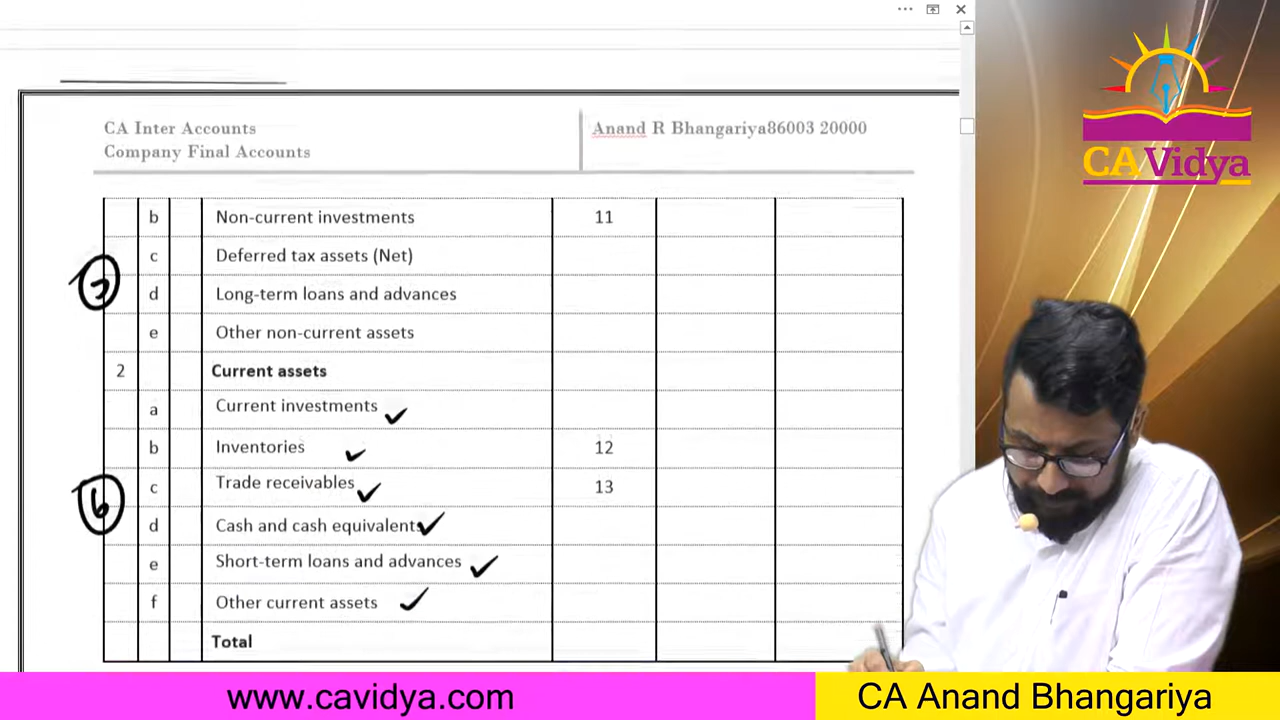 CA Inter Accounts
Company Final Accounts
Anand R Bhangariya86003 20000
CA Vidya
b Non-current investments 11
c Deferred tax assets (Net)
d Long-term loans and advances
e Other non-current assets
2 Current assets
a Current investments
b Inventories 12
c Trade receivables 13
d Cash and cash equivalents
e Short-term loans and advances
f Other current assets
Total
6
www.cavidya.com
CA Anand Bhangariya